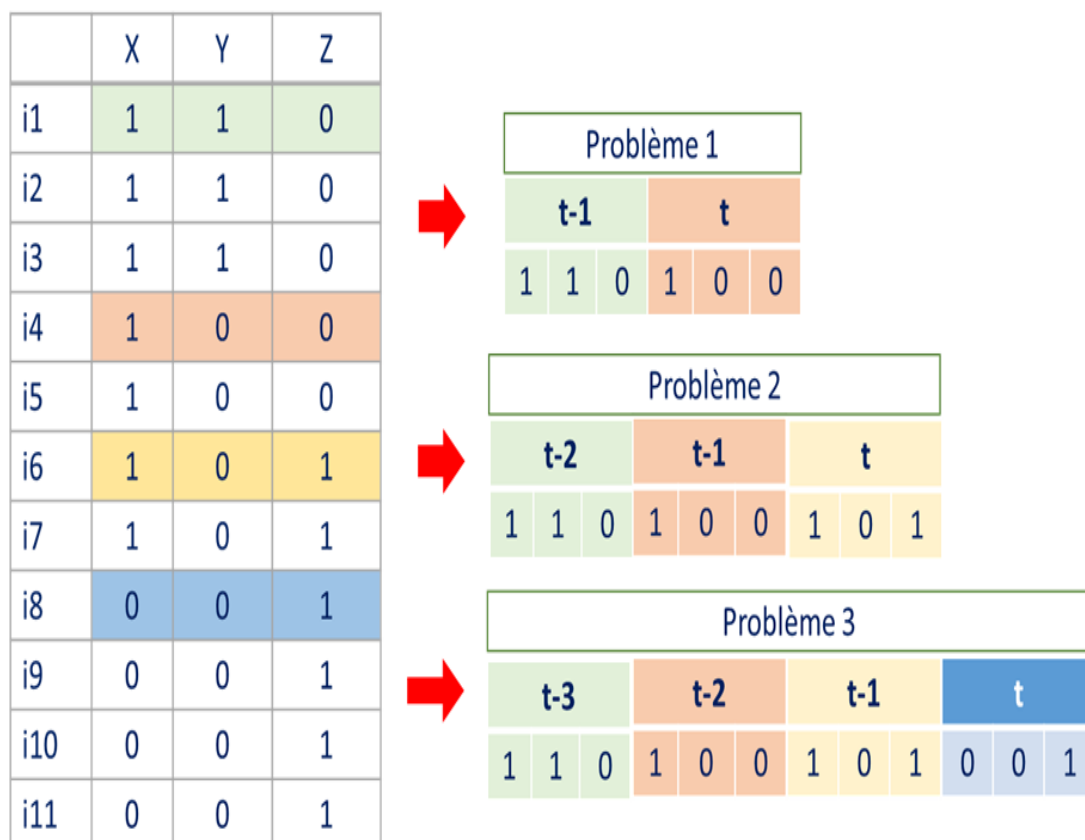 X Y Z
i1 1 1 0
i2 1 1 0
i3 1 1 0
i4 1 0 0
i5 1 0 0
i6 1 0 1
i7 1 0 1
i8 0 0 1
i9 0 0 1
i10 0 0 1
i11 0 0 1
Problème 1
t-1 t
1 1 0 1 0 0
Problème 2
t-2 t-1 t
1 1 0 1 0 0 1 0 1
Problème 3
t-3 t-2 t-1 t
1 1 0 1 0 0 1 0 1 0 0 1